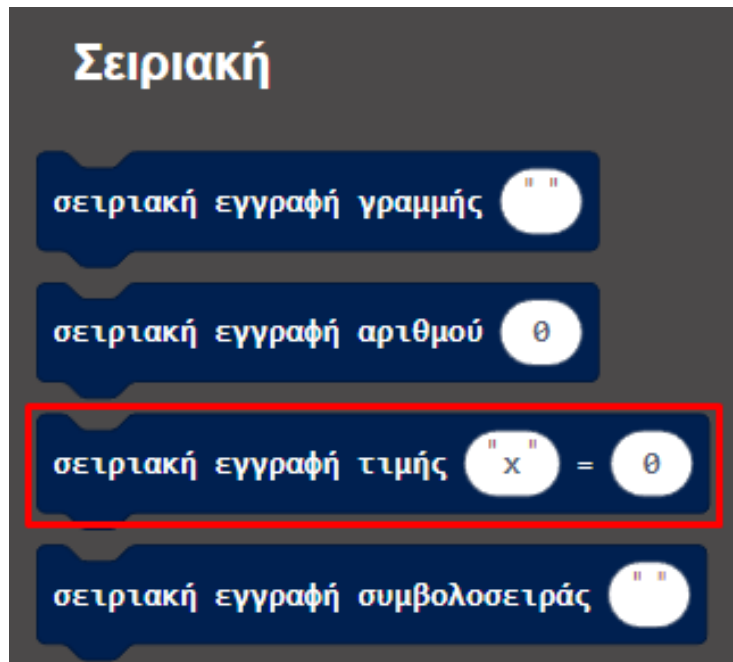 Σειριακή
σειριακή εγγραφή γραμμής " "
σειριακή εγγραφή αριθμού 0
σειριακή εγγραφή τιμής "x" = 0
σειριακή εγγραφή συμβολοσειράς " "